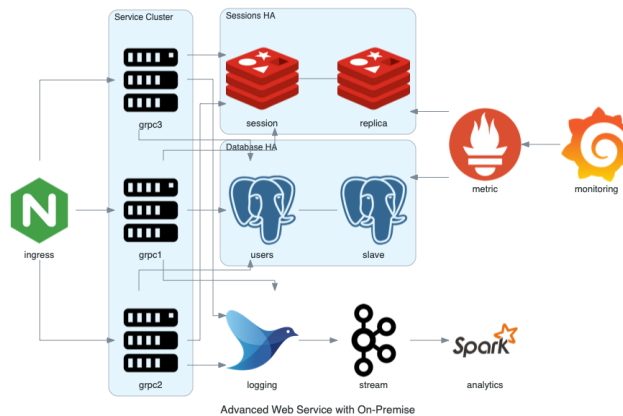 Service Cluster
Sessions HA
grpc3
session
replica
Database HA
metric
monitoring
ingress
grpc1
users
slave
grpc2
logging
stream
Spark
analytics
Advanced Web Service with On-Premise